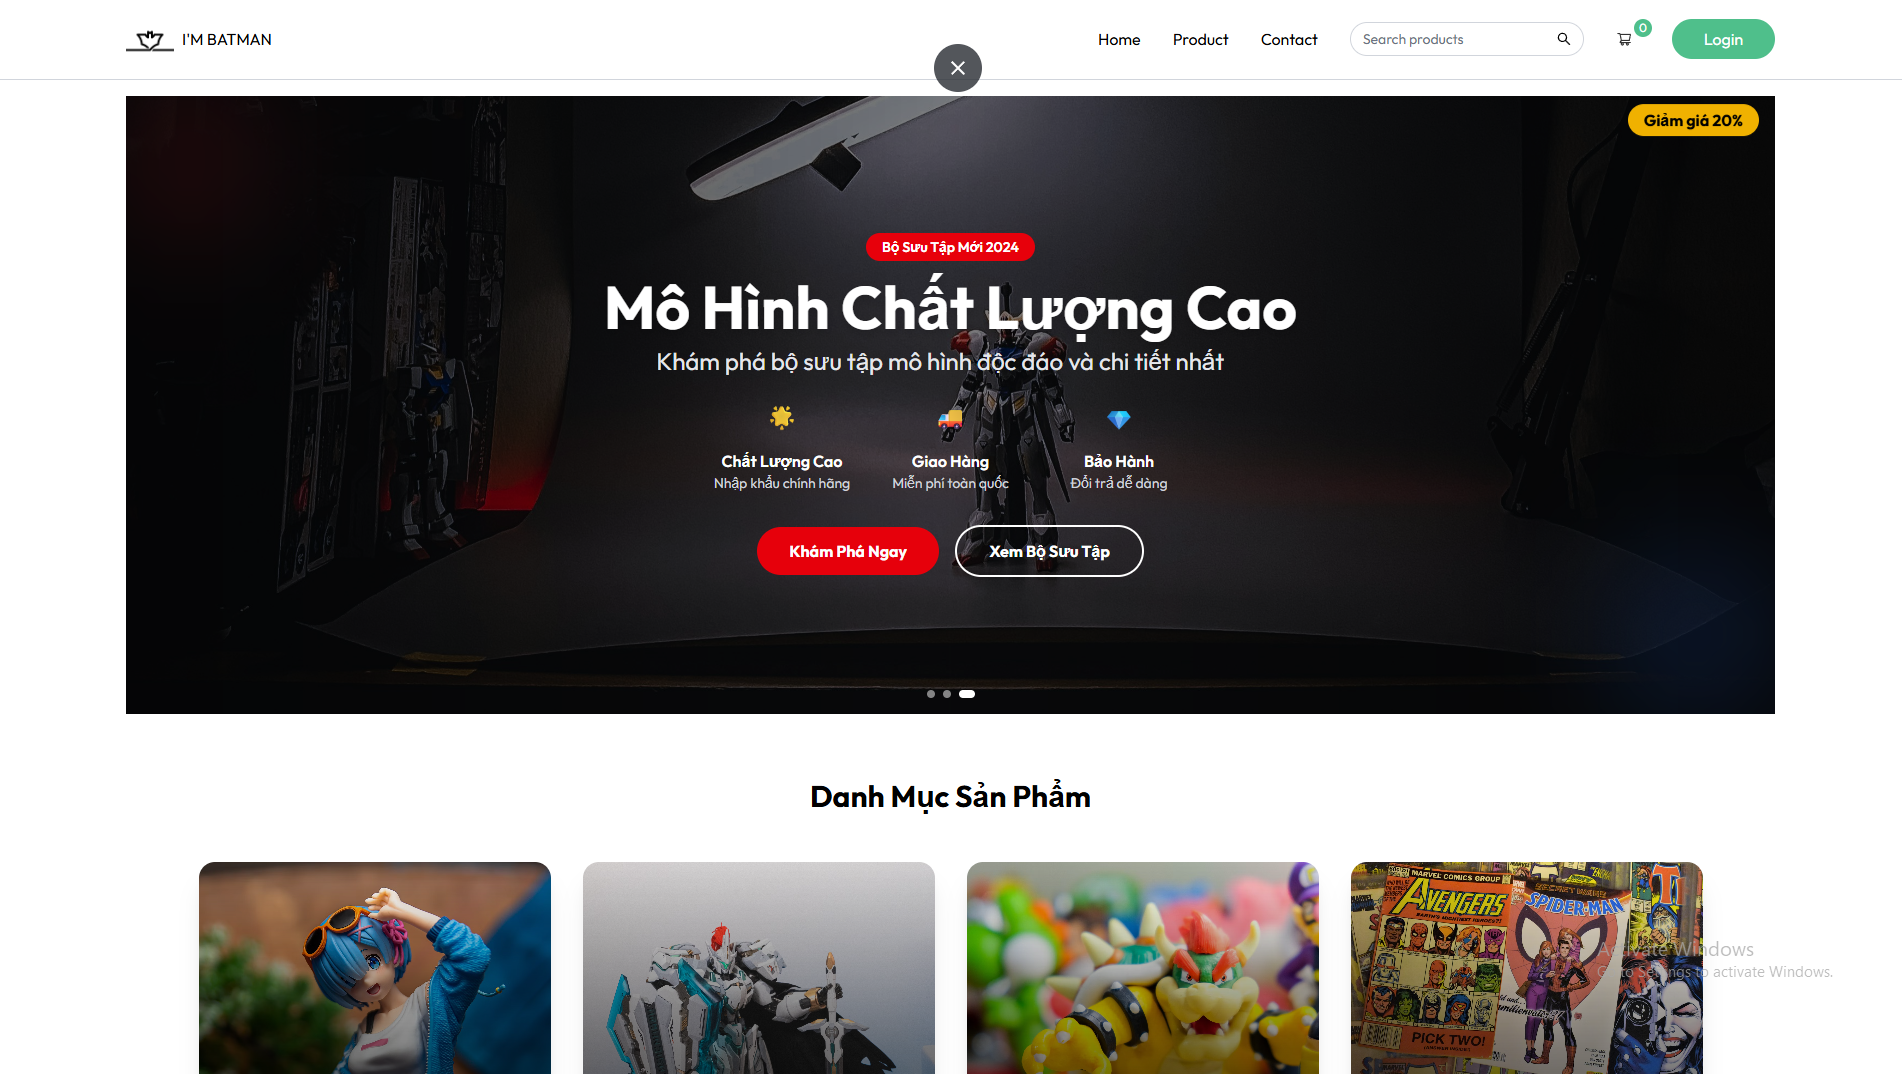 I'M BATMAN
Home
Product
Contact
Search products
0
Login
Giảm giá 20%
Bộ Sưu Tập Mới 2024
Mô Hình Chất Lượng Cao
Khám phá bộ sưu tập mô hình độc đáo và chi tiết nhất
Chất Lượng Cao
Nhập khẩu chính hãng
Giao Hàng
Miễn phí toàn quốc
Bảo Hành
Đổi trả dễ dàng
Khám Phá Ngay
Xem Bộ Sưu Tập
Danh Mục Sản Phẩm
MARVEL COMICS GROUP
AVENGERS
SECRET WARS
SPIDER-MAN
PICK TWO!
Activate Windows
Go to Settings to activate Windows.